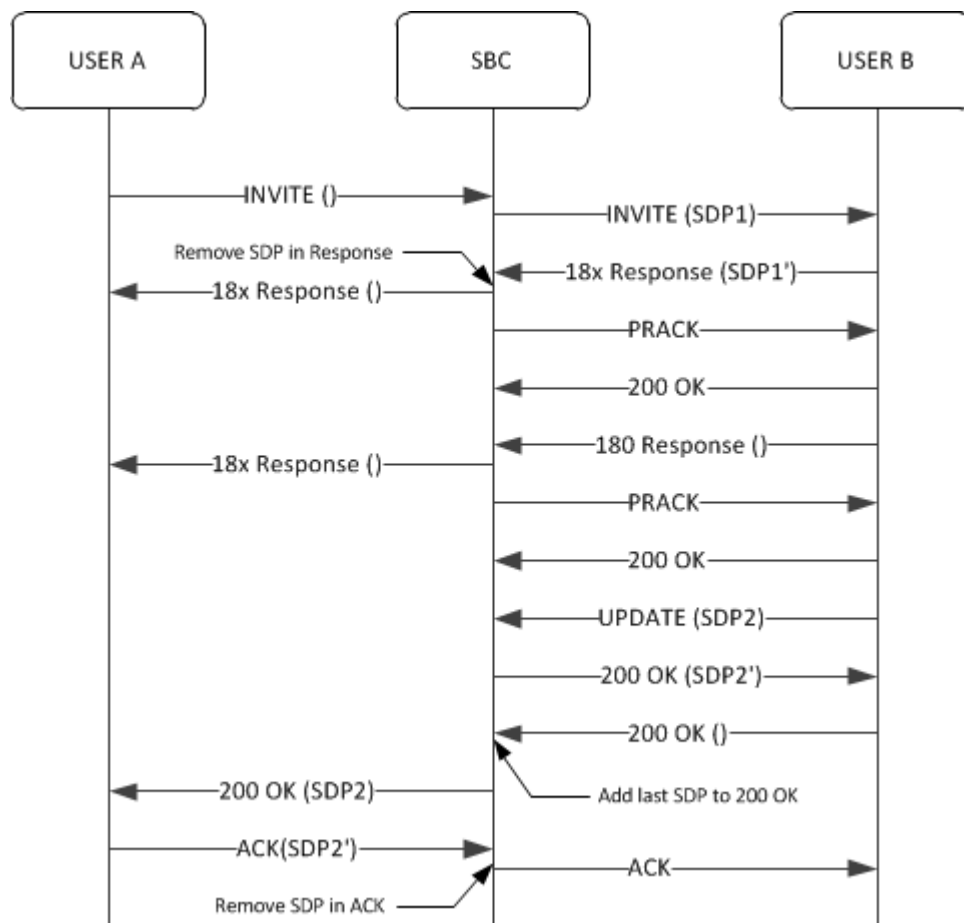 USER A
SBC
USER B
INVITE ()
INVITE (SDP1)
Remove SDP in Response
18x Response (SDP1')
18x Response ()
PRACK
200 OK
180 Response ()
18x Response ()
PRACK
200 OK
UPDATE (SDP2)
200 OK (SDP2')
200 OK ()
200 OK (SDP2)
Add last SDP to 200 OK
ACK(SDP2')
ACK
Remove SDP in ACK